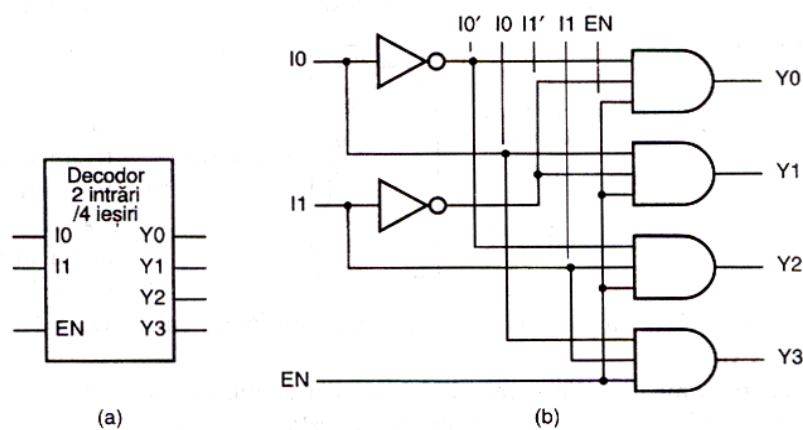 I0′ I0 I1′ I1 EN
I0
Y0
Y1
I1
Y2
Y3
EN
Decodor
2 intrări
/4 ieșiri
I0 Y0
I1 Y1
Y2
EN Y3
(a)
(b)